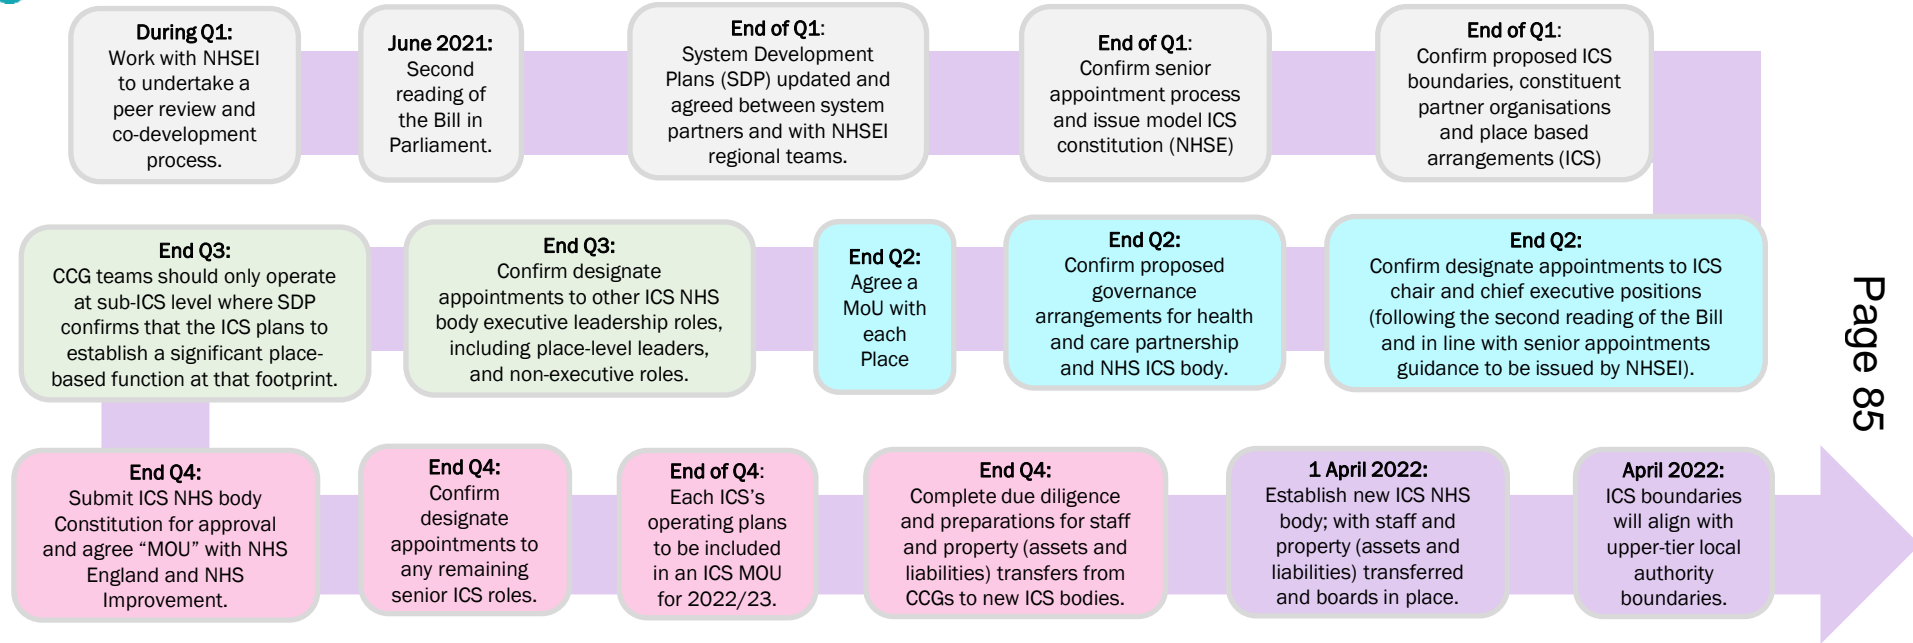 During Q1:
Work with NHSEI
to undertake a
peer review and
co-development
process.
June 2021:
Second
reading of
the Bill in
Parliament.
End of Q1:
System Development
Plans (SDP) updated and
agreed between system
partners and with NHSEI
regional teams.
End of Q1:
Confirm senior
appointment process
and issue model ICS
constitution (NHSE)
End of Q1:
Confirm proposed ICS
boundaries, constituent
partner organisations
and place based
arrangements (ICS)
End Q2:
Confirm designate appointments to ICS
chair and chief executive positions
(following the second reading of the Bill
and in line with senior appointments
guidance to be issued by NHSEI).
End Q2:
Confirm proposed
governance
arrangements for health
and care partnership
and NHS ICS body.
End Q2:
Agree a
MoU with
each
Place
End Q3:
Confirm designate
appointments to other ICS NHS
body executive leadership roles,
including place-level leaders,
and non-executive roles.
End Q3:
CCG teams should only operate
at sub-ICS level where SDP
confirms that the ICS plans to
establish a significant place-
based function at that footprint.
End Q4:
Submit ICS NHS body
Constitution for approval
and agree “MOU” with NHS
England and NHS
Improvement.
End Q4:
Confirm
designate
appointments to
any remaining
senior ICS roles.
End of Q4:
Each ICS’s
operating plans
to be included
in an ICS MOU
for 2022/23.
End Q4:
Complete due diligence
and preparations for staff
and property (assets and
liabilities) transfers from
CCGs to new ICS bodies.
1 April 2022:
Establish new ICS NHS
body; with staff and
property (assets and
liabilities) transferred
and boards in place.
April 2022:
ICS boundaries
will align with
upper-tier local
authority
boundaries.
Page 85